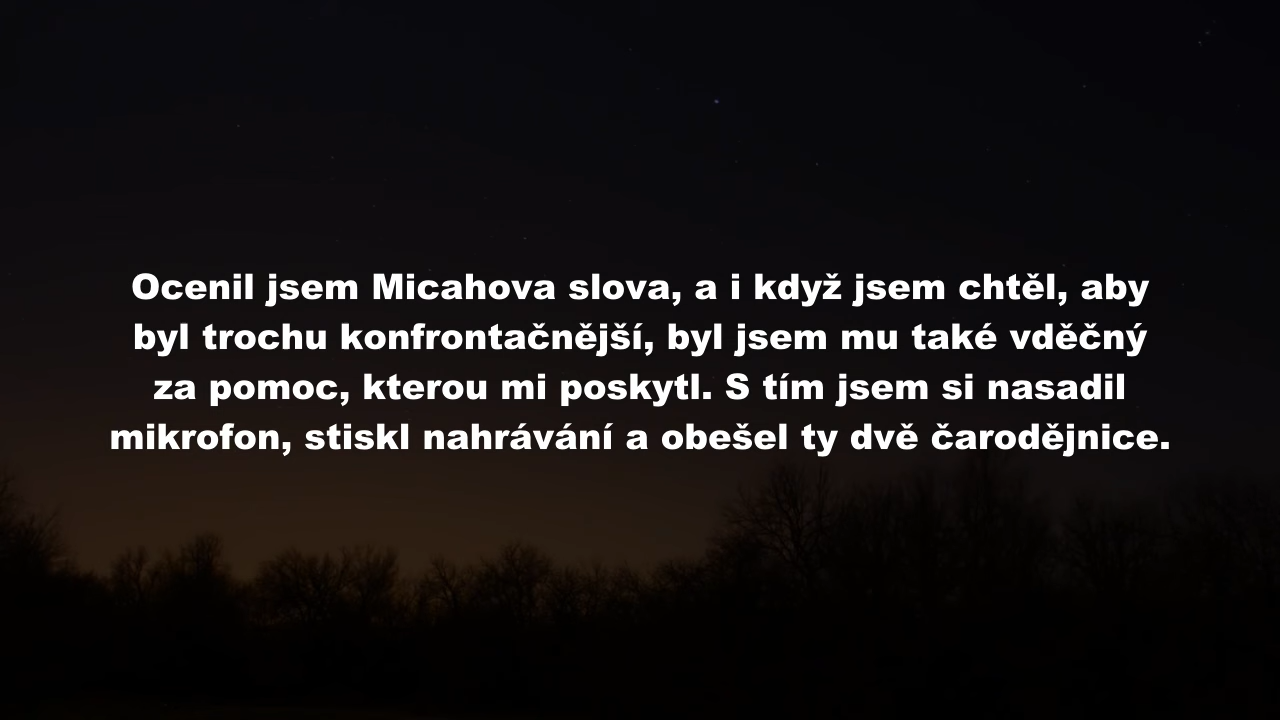 Ocenil jsem Micahova slova, a i když jsem chtěl, aby
byl trochu konfrontačnější, byl jsem mu také vděčný
za pomoc, kterou mi poskytl. S tím jsem si nasadil
mikrofon, stiskl nahrávání a obešel ty dvě čarodějnice.